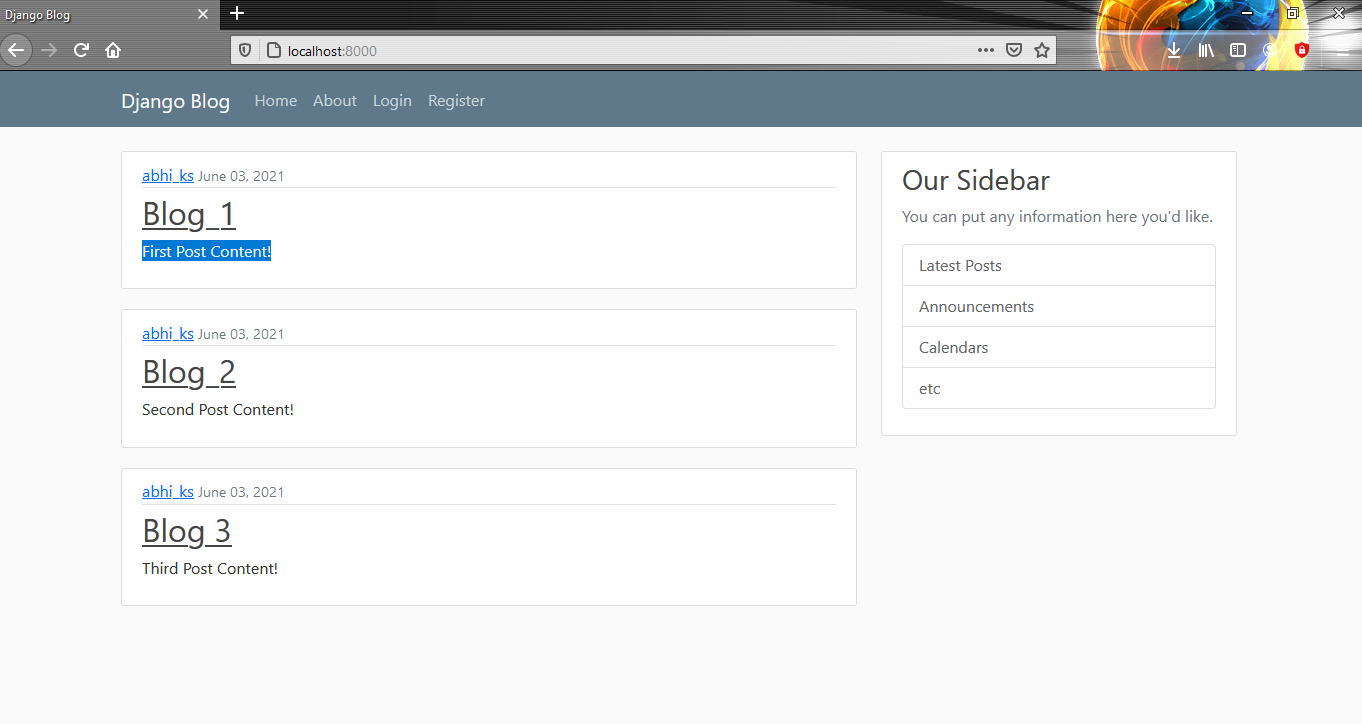 Django Blog
localhost:8000
Django Blog Home About Login Register
abhi_ks June 03, 2021
Blog_1
First Post Content!
abhi_ks June 03, 2021
Blog_2
Second Post Content!
abhi_ks June 03, 2021
Blog 3
Third Post Content!
Our Sidebar
You can put any information here you'd like.
Latest Posts
Announcements
Calendars
etc